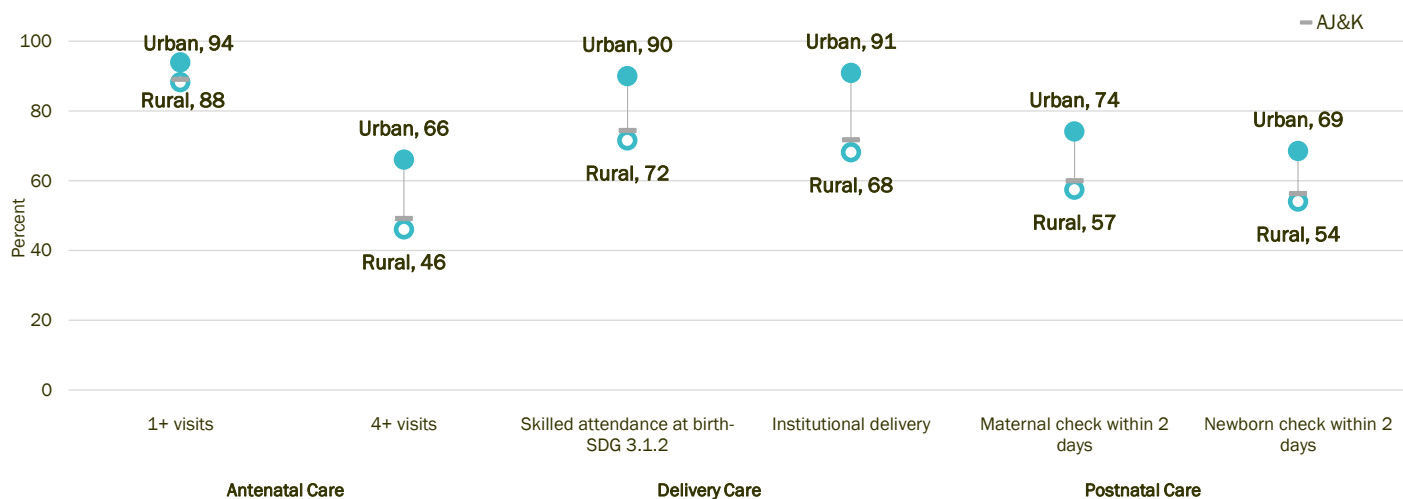 AJ&K
100
80
60
40
20
0
Percent
Urban, 94
Rural, 88
Urban, 66
Rural, 46
Urban, 90
Rural, 72
Urban, 91
Rural, 68
Urban, 74
Rural, 57
Urban, 69
Rural, 54
1+ visits
4+ visits
Skilled attendance at birth-
SDG 3.1.2
Institutional delivery
Maternal check within 2
days
Newborn check within 2
days
Antenatal Care
Delivery Care
Postnatal Care